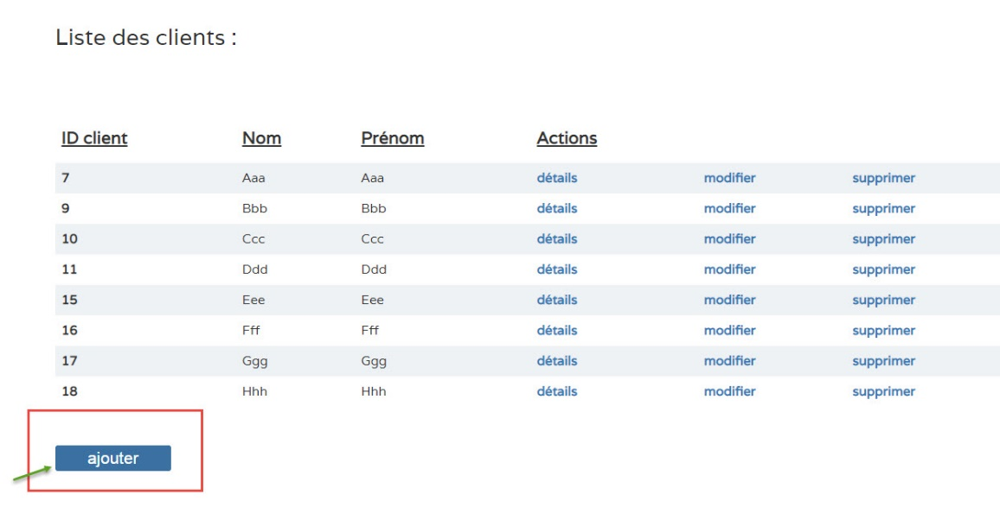 Liste des clients :
ID client Nom Prénom Actions
7 Aaa Aaa détails modifier supprimer
9 Bbb Bbb détails modifier supprimer
10 Ccc Ccc détails modifier supprimer
11 Ddd Ddd détails modifier supprimer
15 Eee Eee détails modifier supprimer
16 Fff Fff détails modifier supprimer
17 Ggg Ggg détails modifier supprimer
18 Hhh Hhh détails modifier supprimer
ajouter